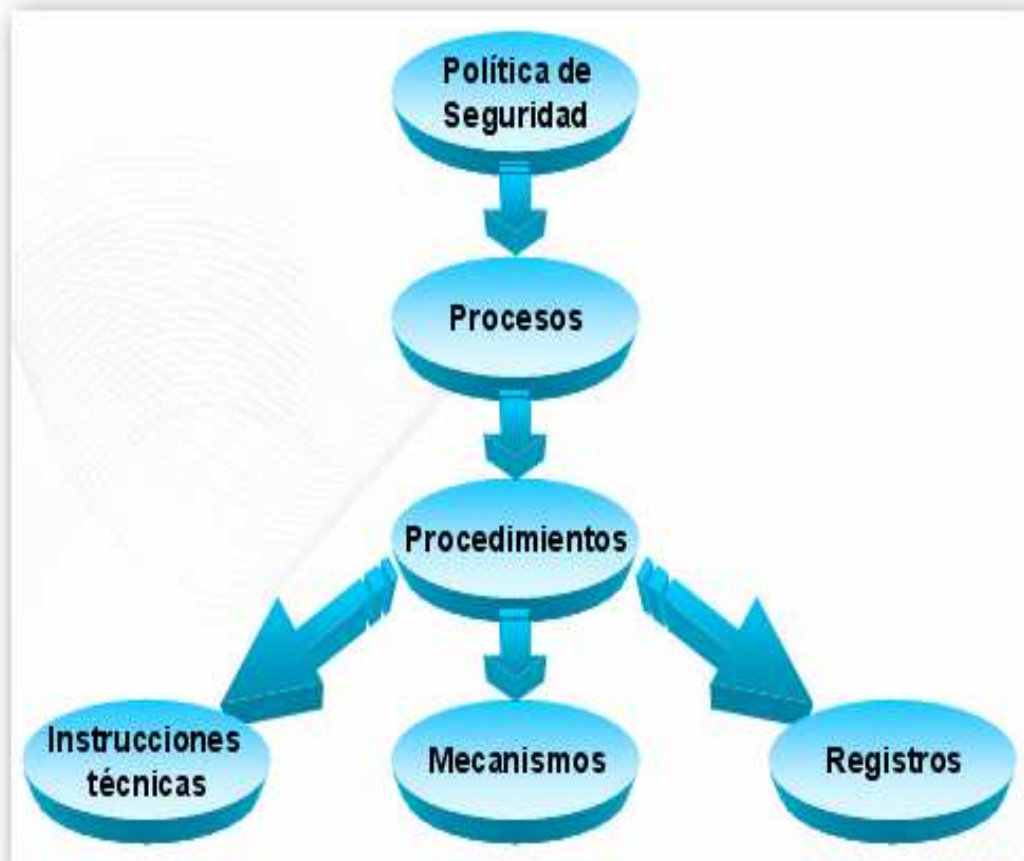 Política de
Seguridad
Procesos
Procedimientos
Instrucciones
técnicas
Mecanismos
Registros